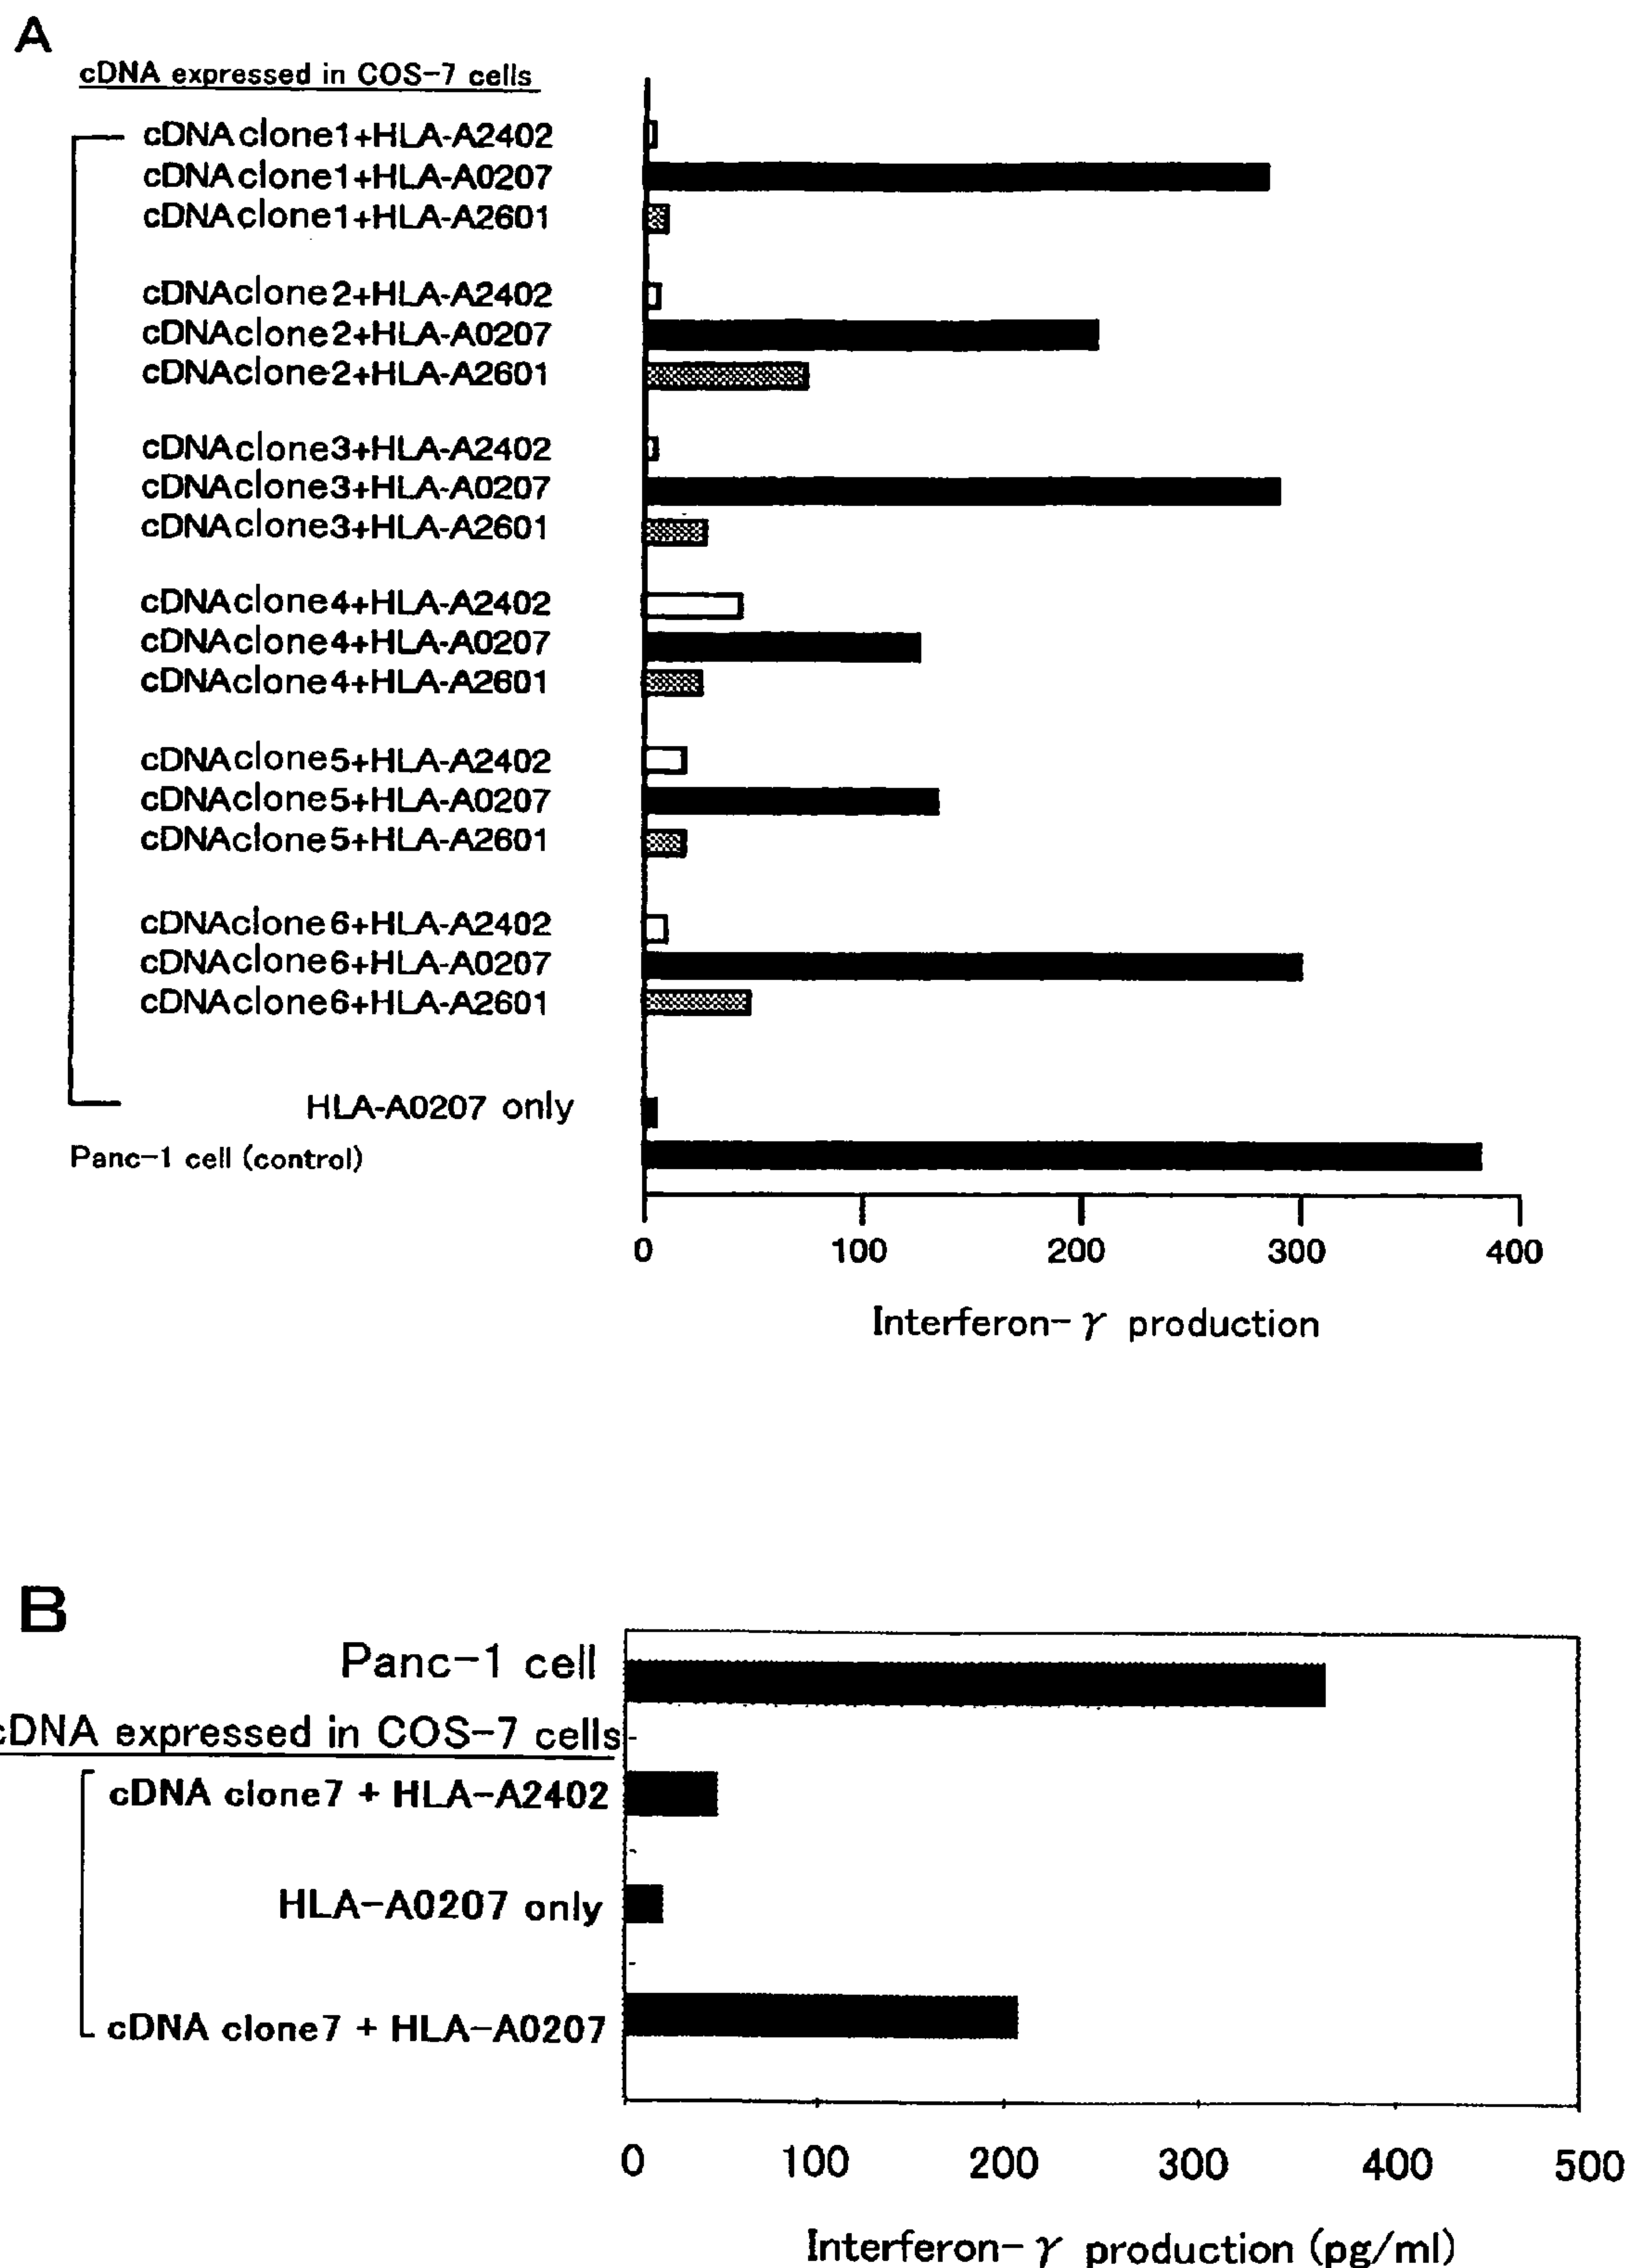 A
cDNA expressed in COS-7 cells
cDNAclone1+HLA-A2402
cDNAclone1+HLA-A0207
cDNAclone1+HLA-A2601
cDNAclone2+HLA-A2402
cDNAclone2+HLA-A0207
cDNAclone2+HLA-A2601
cDNAclone3+HLA-A2402
cDNAclone3+HLA-A0207
cDNAclone3+HLA-A2601
cDNAclone4+HLA-A2402
cDNAclone4+HLA-A0207
cDNAclone4+HLA-A2601
cDNAclone5+HLA-A2402
cDNAclone5+HLA-A0207
cDNAclone5+HLA-A2601
cDNAclone6+HLA-A2402
cDNAclone6+HLA-A0207
cDNAclone6+HLA-A2601
HLA-A0207 only
Panc-1 cell (control)
0 100 200 300 400
Interferon-γ production
B
Panc-1 cell
cDNA expressed in COS-7 cells
cDNA clone7 + HLA-A2402
HLA-A0207 only
cDNA clone7 + HLA-A0207
0 100 200 300 400 500
Interferon-γ production (pg/ml)